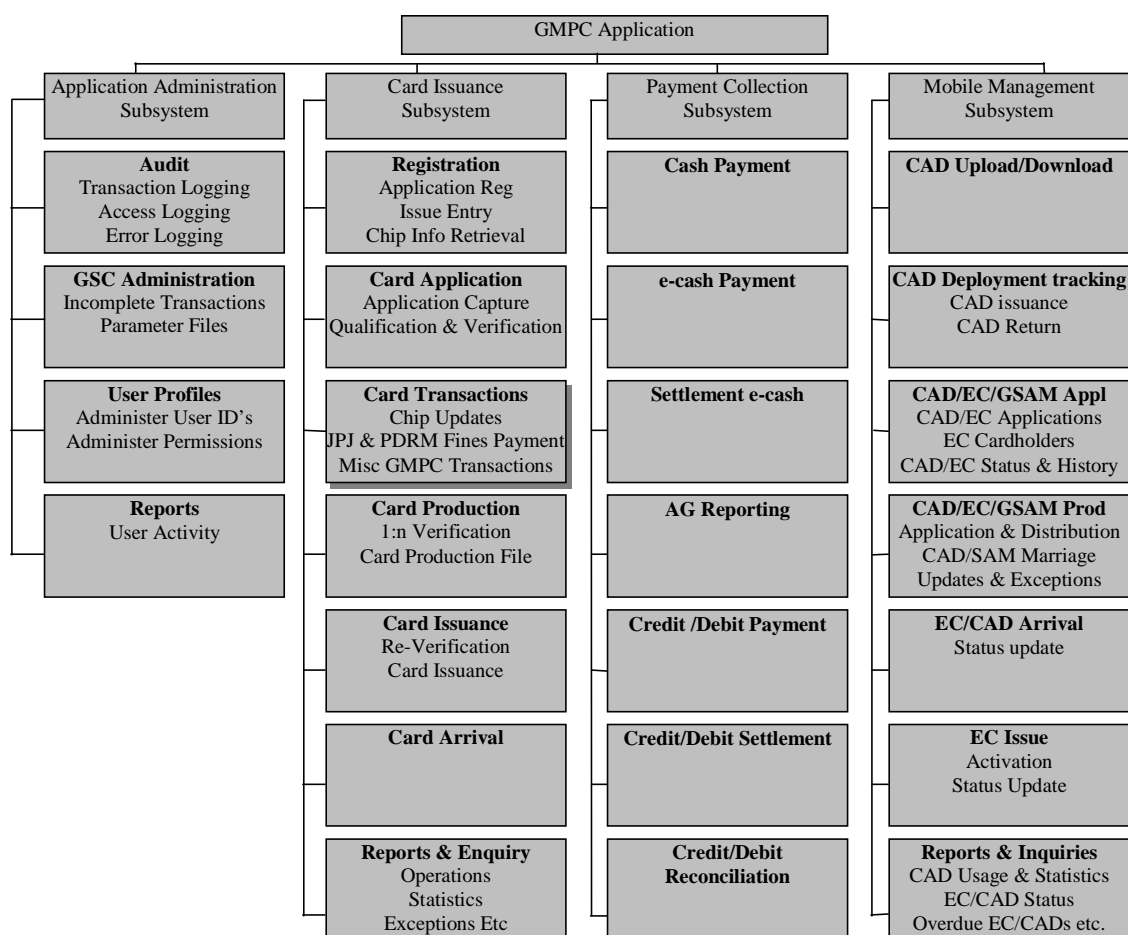 GMPC Application
Application Administration
Subsystem
Audit
Transaction Logging
Access Logging
Error Logging
GSC Administration
Incomplete Transactions
Parameter Files
User Profiles
Administer User ID's
Administer Permissions
Reports
User Activity
Card Issuance
Subsystem
Registration
Application Reg
Issue Entry
Chip Info Retrieval
Card Application
Application Capture
Qualification & Verification
Card Transactions
Chip Updates
JPJ & PDRM Fines Payment
Misc GMPC Transactions
Card Production
1:n Verification
Card Production File
Card Issuance
Re-Verification
Card Issuance
Card Arrival
Reports & Enquiry
Operations
Statistics
Exceptions Etc
Payment Collection
Subsystem
Cash Payment
e-cash Payment
Settlement e-cash
AG Reporting
Credit /Debit Payment
Credit/Debit Settlement
Credit/Debit
Reconciliation
Mobile Management
Subsystem
CAD Upload/Download
CAD Deployment tracking
CAD issuance
CAD Return
CAD/EC/GSAM Appl
CAD/EC Applications
EC Cardholders
CAD/EC Status & History
CAD/EC/GSAM Prod
Application & Distribution
CAD/SAM Marriage
Updates & Exceptions
EC/CAD Arrival
Status update
EC Issue
Activation
Status Update
Reports & Inquiries
CAD Usage & Statistics
EC/CAD Status
Overdue EC/CADs etc.